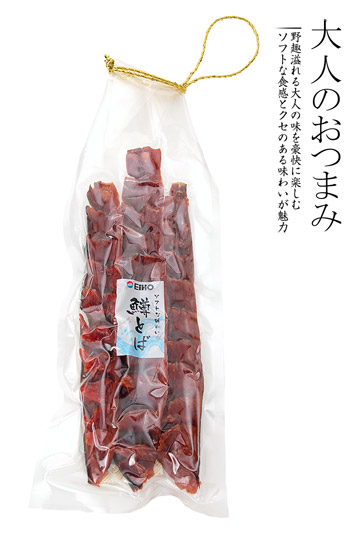 大人のおつまみ
野趣溢れる大人の味を豪快に楽しむ
ソフトな食感とクセのある味わいが魅力
EIHO
ソフトな味わい
鱒とば